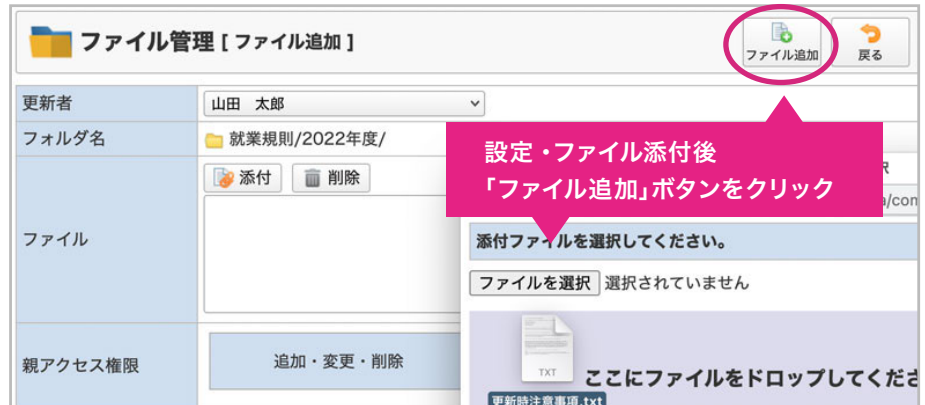 ファイル管理 [ ファイル追加 ]
ファイル追加
戻る
更新者
山田 太郎
フォルダ名
就業規則/2022年度/
設定・ファイル添付後
「ファイル追加」ボタンをクリック
添付
削除
ファイル
添付ファイルを選択してください。
ファイルを選択 選択されていません
親アクセス権限
追加・変更・削除
TXT
ここにファイルをドロップしてくださ
更新時注意事項.txt